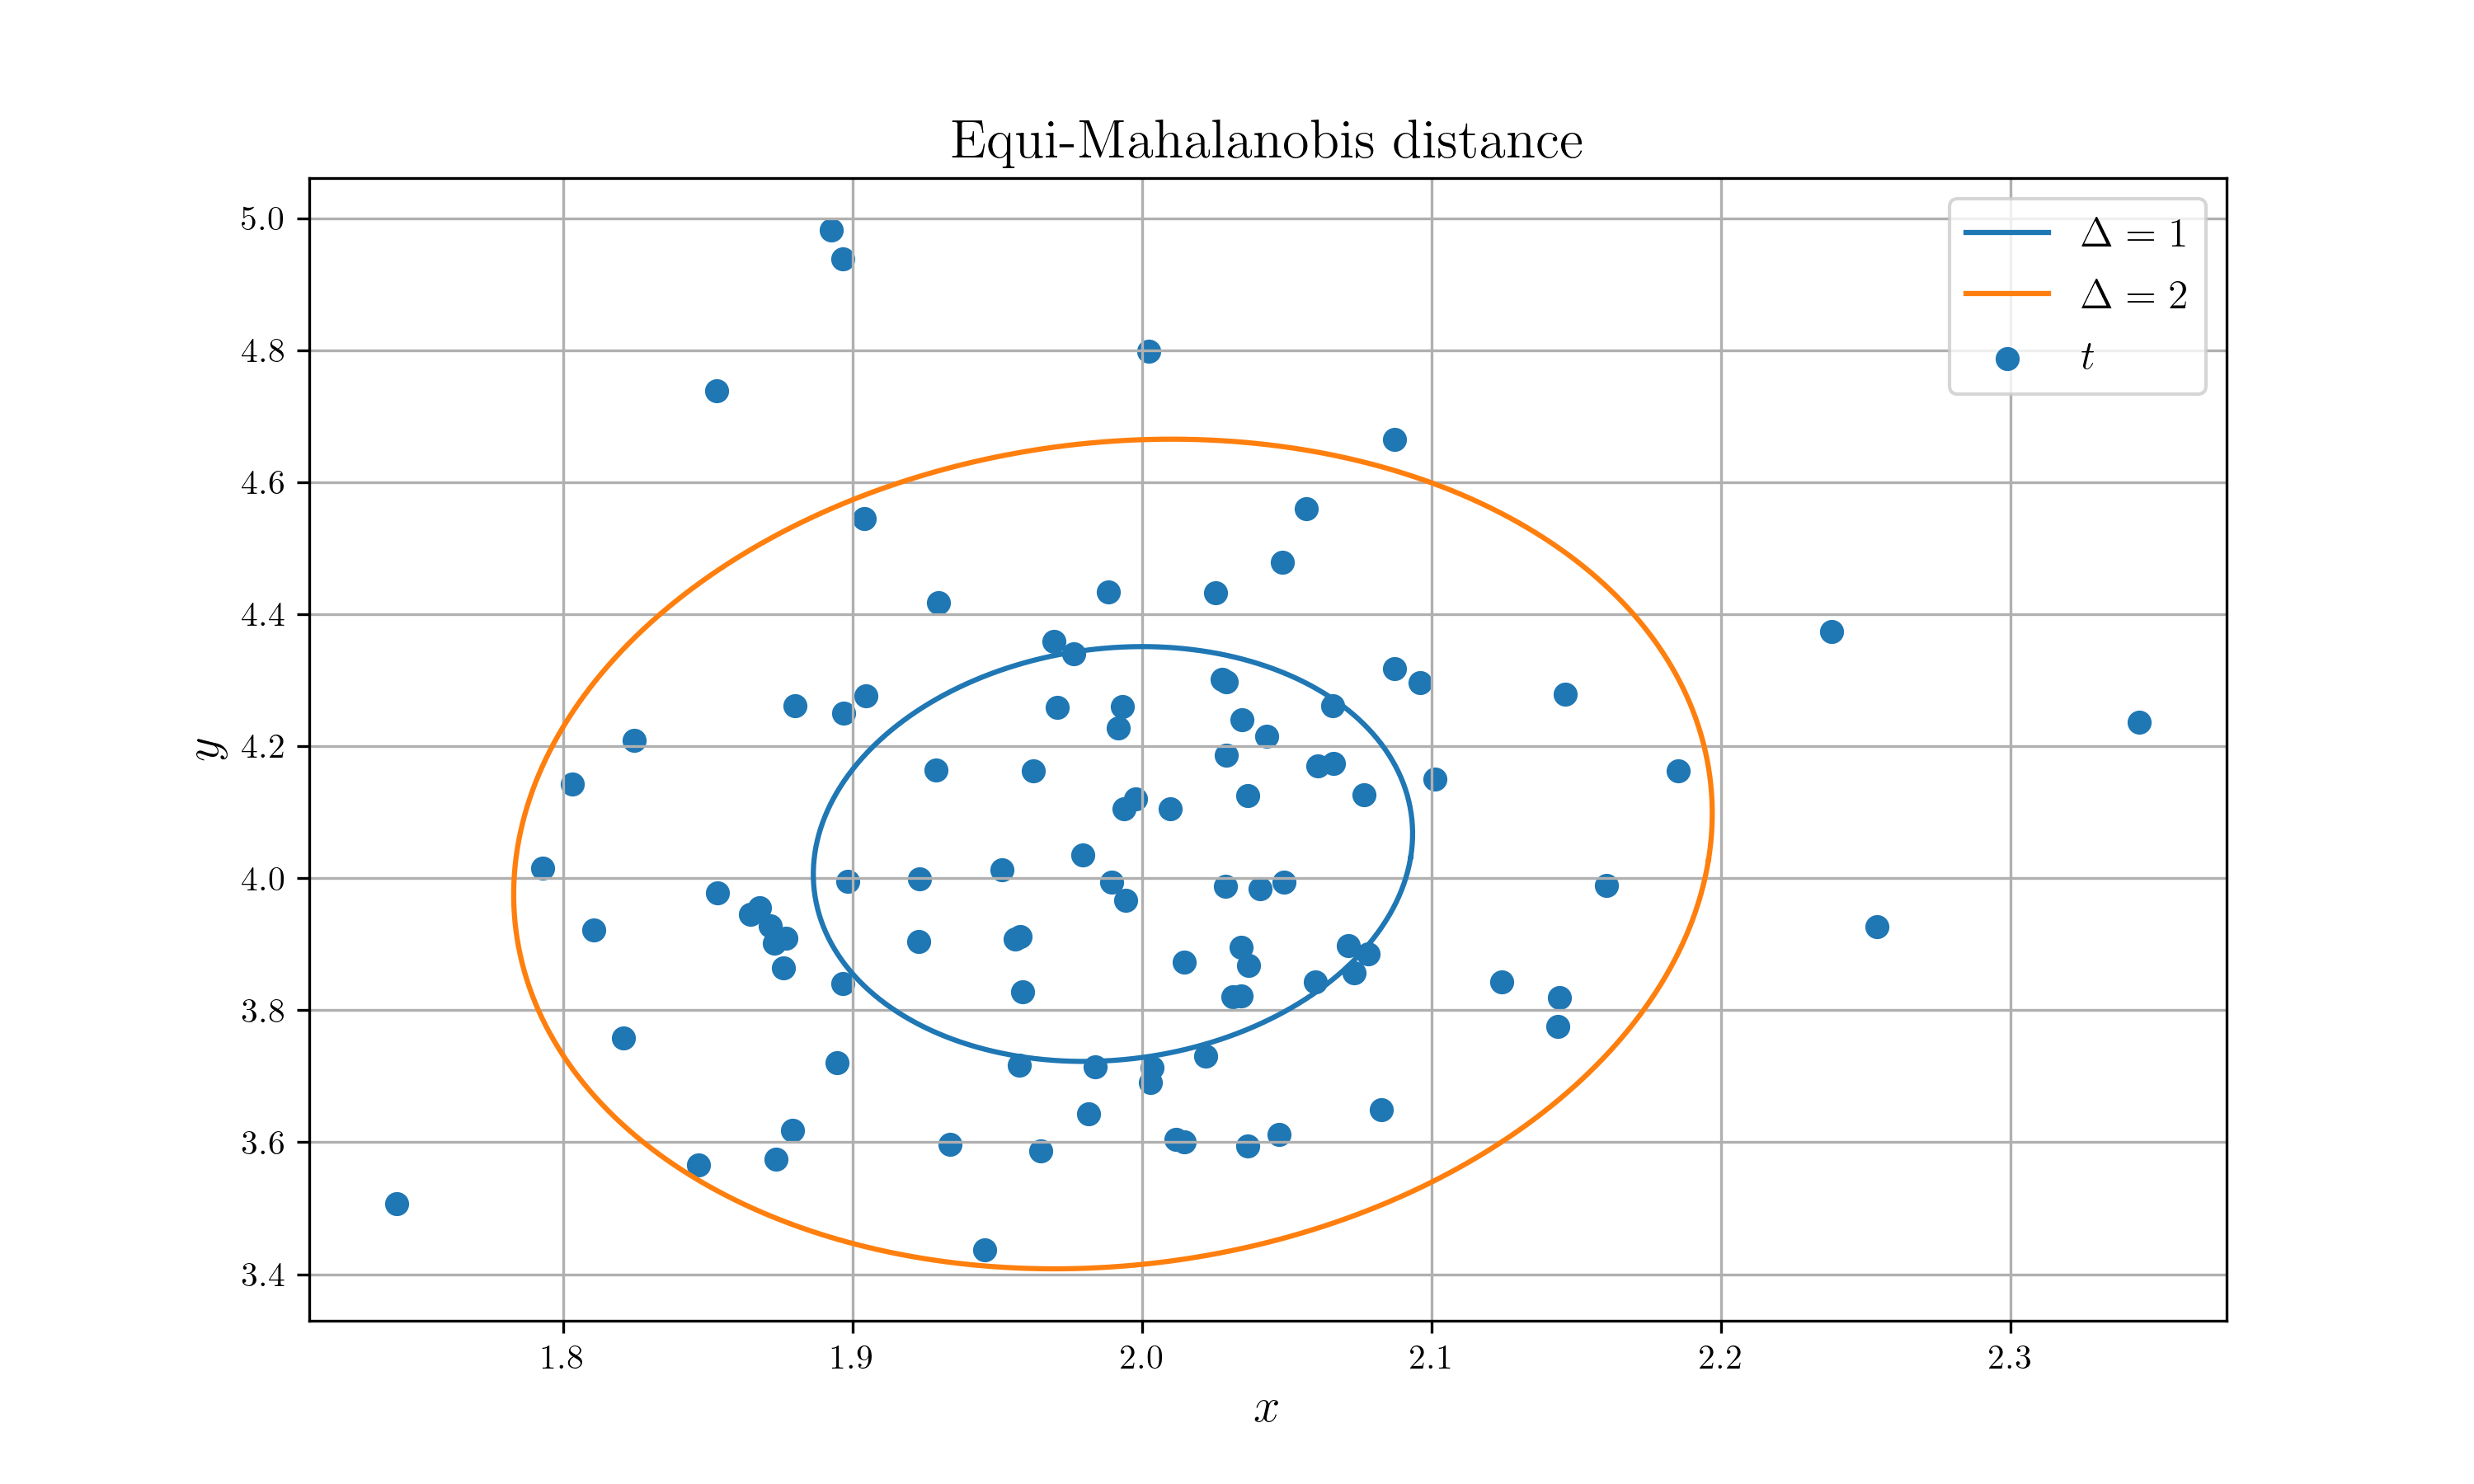 Equi-Mahalanobis distane
Δ = 1
Δ = 2
t
5.0
4.8
4.6
4.4
4.2
4.0
3.8
3.6
3.4
y
1.8 1.9 2.0 2.1 2.2 2.3
x